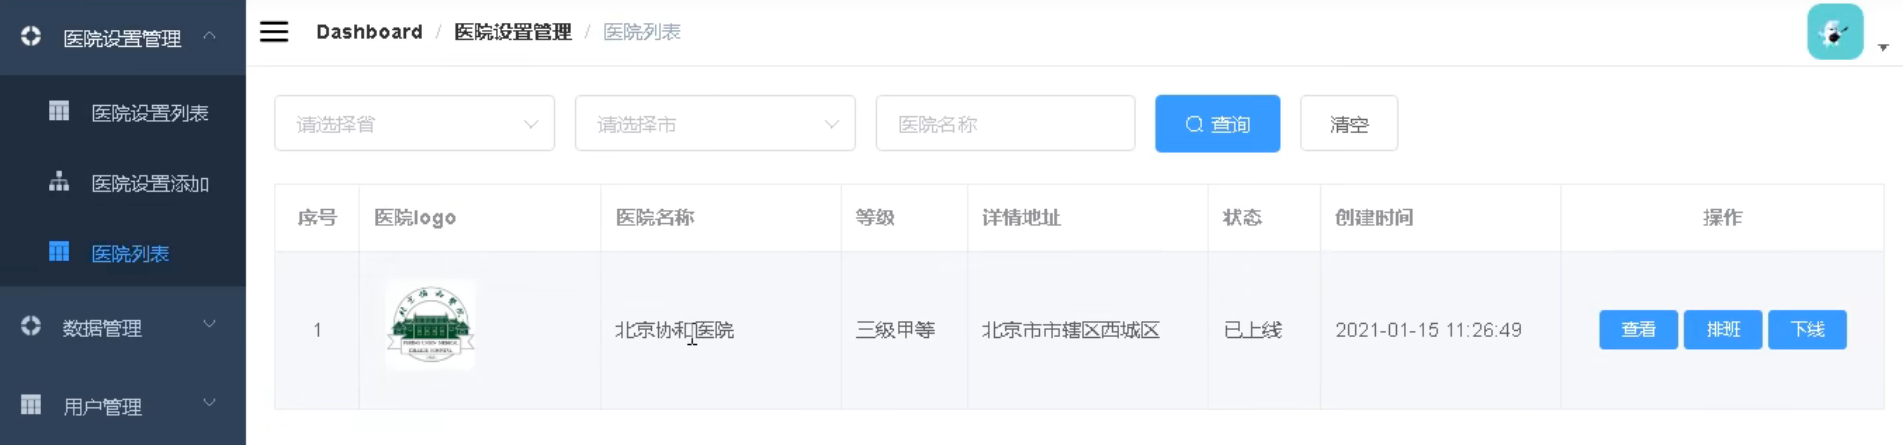 医院设置管理
医院设置列表
医院设置添加
医院列表
数据管理
用户管理
Dashboard / 医院设置管理 / 医院列表
请选择省 请选择市 医院名称 查询 清空
序号 医院logo 医院名称 等级 详情地址 状态 创建时间 操作
1 北京协和医院 三级甲等 北京市市辖区西城区 已上线 2021-01-15 11:26:49 查看 排班 下线